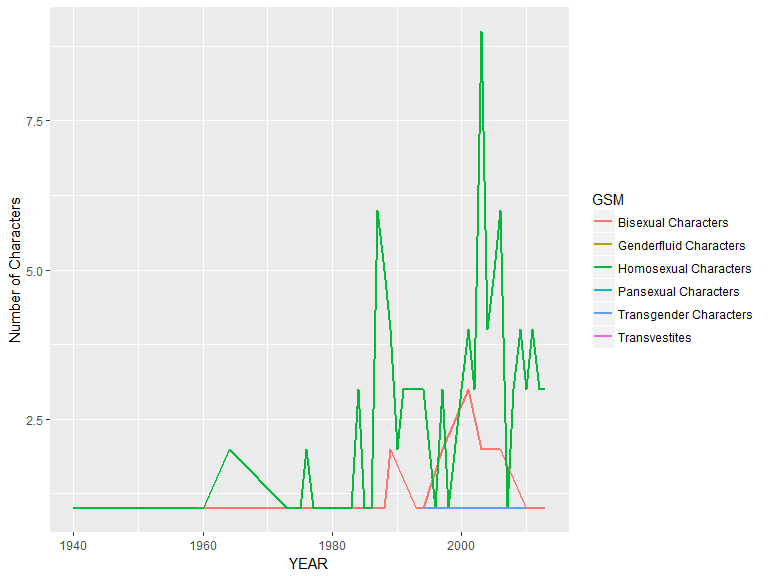 7.5
5.0
2.5
Number of Characters
1940
1960
1980
2000
YEAR
GSM
Bisexual Characters
Genderfluid Characters
Homosexual Characters
Pansexual Characters
Transgender Characters
Transvestites